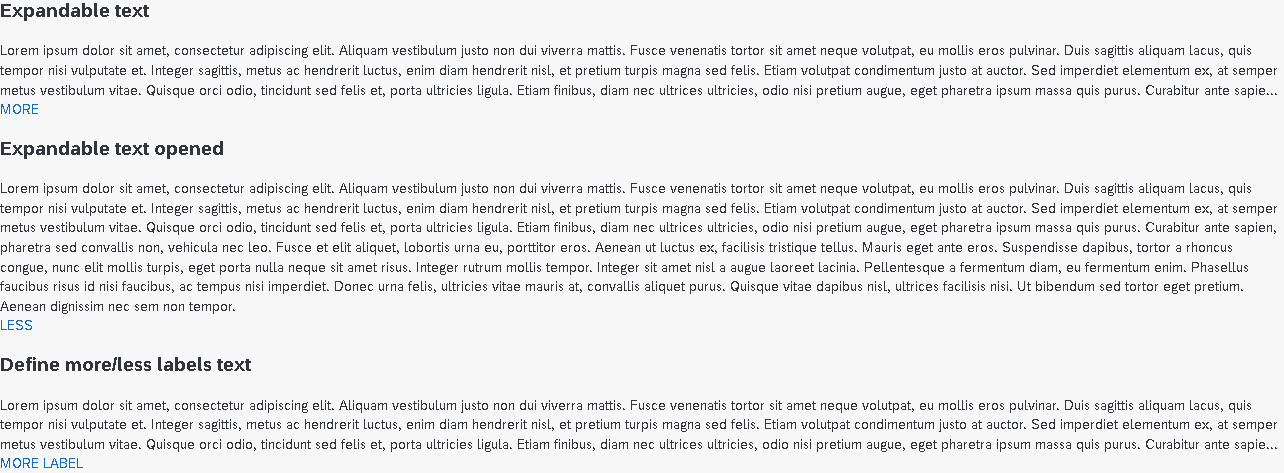 Expandable text
Lorem ipsum dolor sit amet, consectetur adipiscing elit. Aliquam vestibulum justo non dui viverra mattis. Fusce venenatis tortor sit amet neque volutpat, eu mollis eros pulvinar. Duis sagittis aliquam lacus, quis
tempor nisi vulputate et. Integer sagittis, metus ac hendrerit luctus, enim diam hendrerit nisl, et pretium turpis magna sed felis. Etiam volutpat condimentum justo at auctor. Sed imperdiet elementum ex, at semper
metus vestibulum vitae. Quisque orci odio, tincidunt sed felis et, porta ultricies ligula. Etiam finibus, diam nec ultrices ultricies, odio nisi pretium augue, eget pharetra ipsum massa quis purus. Curabitur ante sapie...
MORE
Expandable text opened
Lorem ipsum dolor sit amet, consectetur adipiscing elit. Aliquam vestibulum justo non dui viverra mattis. Fusce venenatis tortor sit amet neque volutpat, eu mollis eros pulvinar. Duis sagittis aliquam lacus, quis
tempor nisi vulputate et. Integer sagittis, metus ac hendrerit luctus, enim diam hendrerit nisl, et pretium turpis magna sed felis. Etiam volutpat condimentum justo at auctor. Sed imperdiet elementum ex, at semper
metus vestibulum vitae. Quisque orci odio, tincidunt sed felis et, porta ultricies ligula. Etiam finibus, diam nec ultrices ultricies, odio nisi pretium augue, eget pharetra ipsum massa quis purus. Curabitur ante sapien,
pharetra sed convallis non, vehicula nec leo. Fusce et elit aliquet, lobortis urna eu, porttitor eros. Aenean ut luctus ex, facilisis tristique tellus. Mauris eget ante eros. Suspendisse dapibus, tortor a rhoncus
congue, nunc elit mollis turpis, eget porta nulla neque sit amet risus. Integer rutrum mollis tempor. Integer sit amet nisl a augue laoreet lacinia. Pellentesque a fermentum diam, eu fermentum enim. Phasellus
faucibus risus id nisi faucibus, ac tempus nisi imperdiet. Donec urna felis, ultricies vitae mauris at, convallis aliquet purus. Quisque vitae dapibus nisl, ultrices facilisis nisi. Ut bibendum sed tortor eget pretium.
Aenean dignissim nec sem non tempor.
LESS
Define more/less labels text
Lorem ipsum dolor sit amet, consectetur adipiscing elit. Aliquam vestibulum justo non dui viverra mattis. Fusce venenatis tortor sit amet neque volutpat, eu mollis eros pulvinar. Duis sagittis aliquam lacus, quis
tempor nisi vulputate et. Integer sagittis, metus ac hendrerit luctus, enim diam hendrerit nisl, et pretium turpis magna sed felis. Etiam volutpat condimentum justo at auctor. Sed imperdiet elementum ex, at semper
metus vestibulum vitae. Quisque orci odio, tincidunt sed felis et, porta ultricies ligula. Etiam finibus, diam nec ultrices ultricies, odio nisi pretium augue, eget pharetra ipsum massa quis purus. Curabitur ante sapie...
MORE LABEL